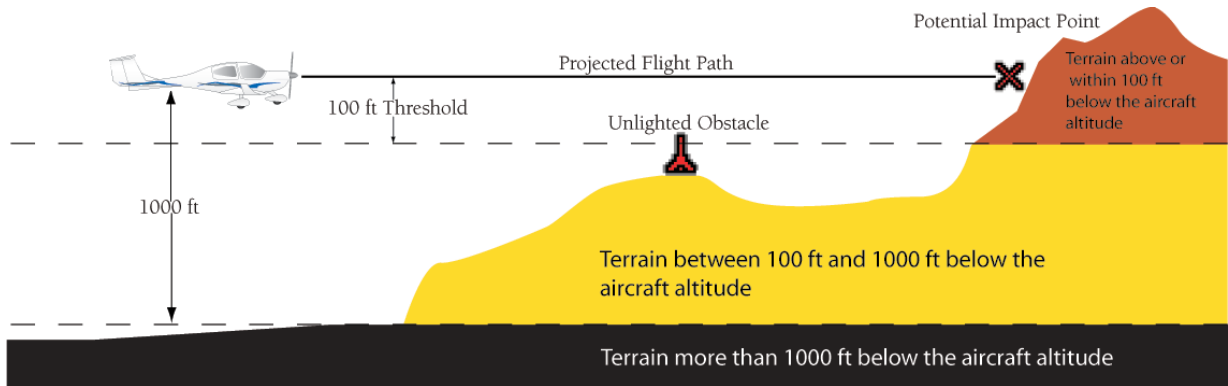 Potential Impact Point
Projected Flight Path
Terrain above or
within 100 ft
below the aircraft
altitude
100 ft Threshold
Unlighted Obstacle
1000 ft
Terrain between 100 ft and 1000 ft below the
aircraft altitude
Terrain more than 1000 ft below the aircraft altitude